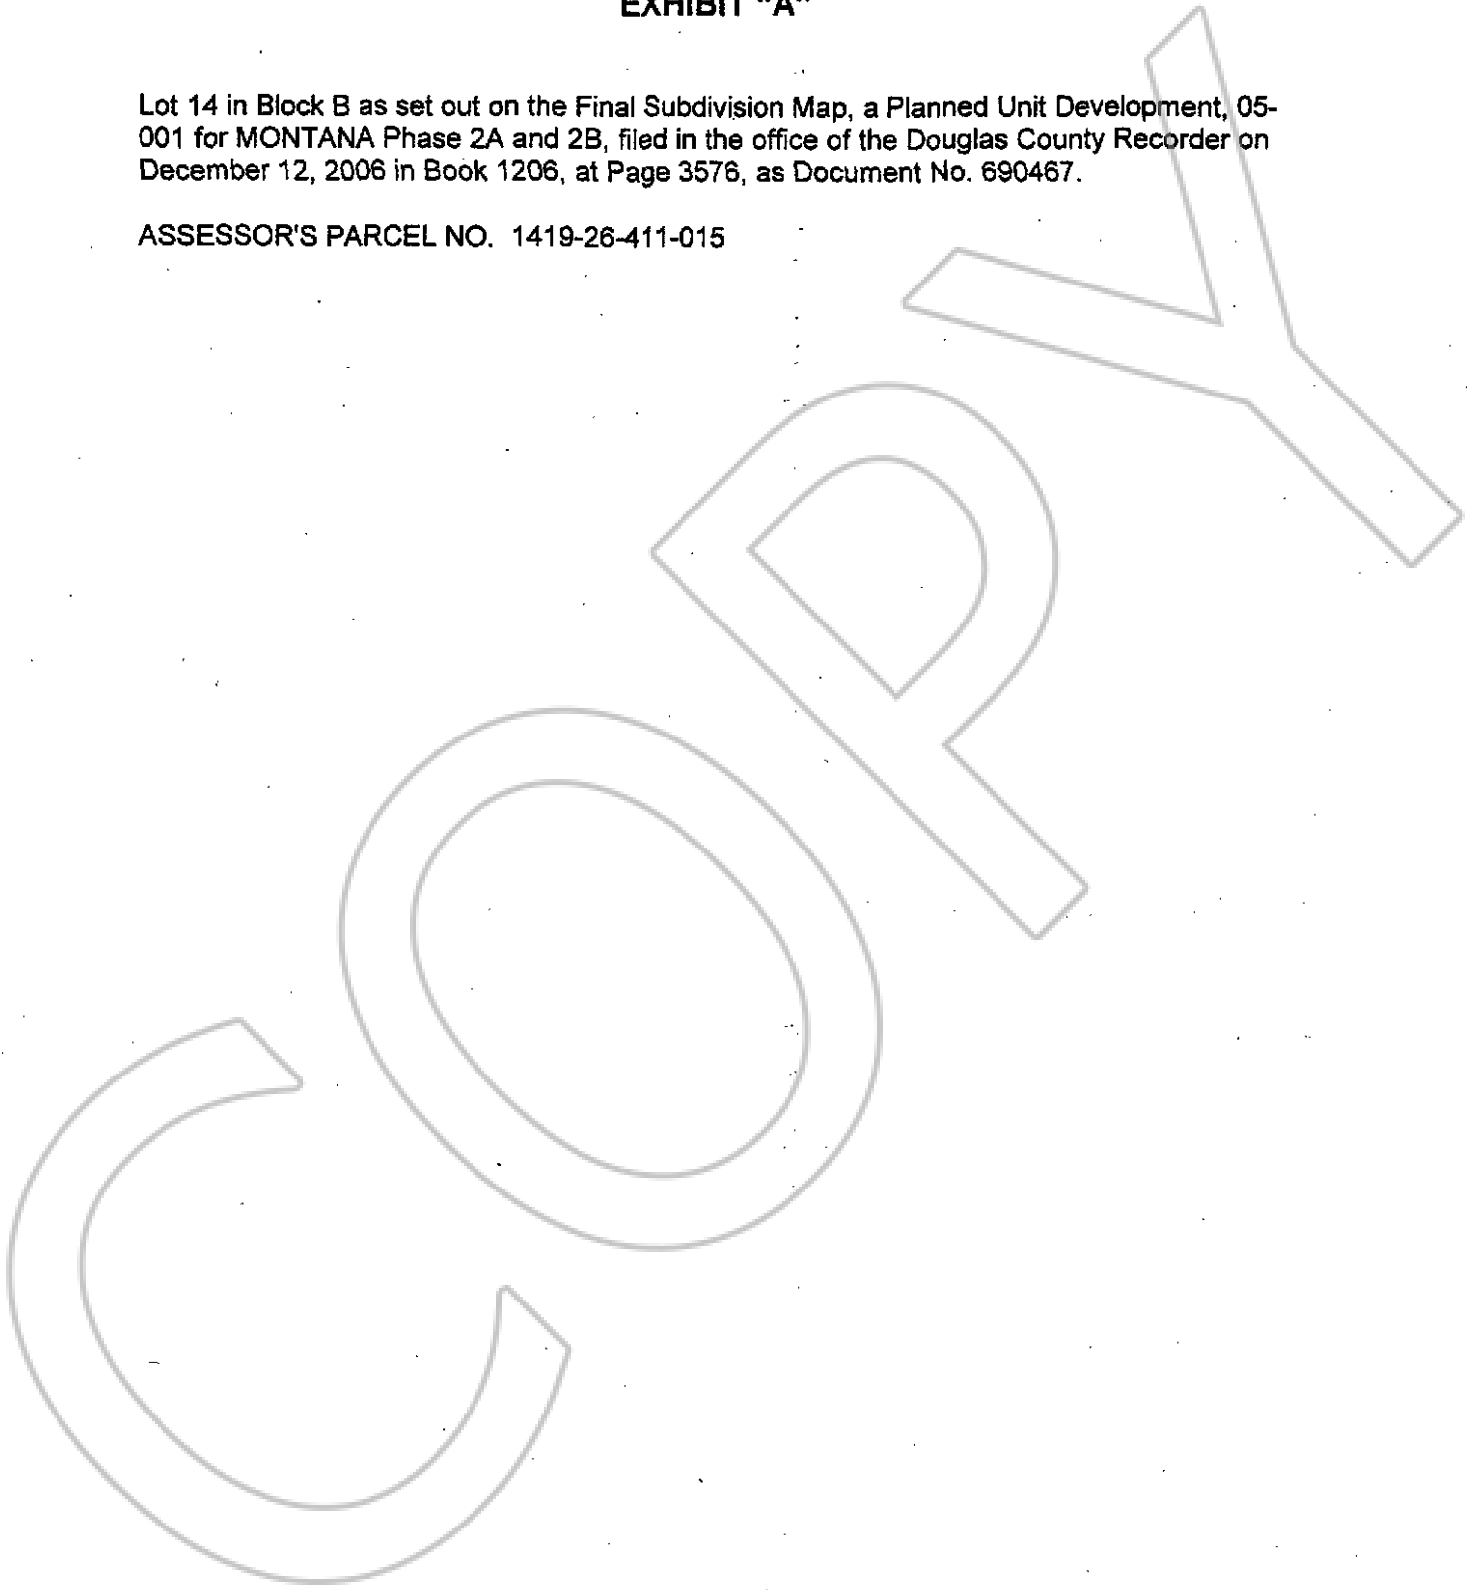 EXHIBIT "A"
Lot 14 in Block B as set out on the Final Subdivision Map, a Planned Unit Development, 05-
001 for MONTANA Phase 2A and 2B, filed in the office of the Douglas County Recorder on
December 12, 2006 in Book 1206, at Page 3576, as Document No. 690467.
ASSESSOR'S PARCEL NO. 1419-26-411-015
COPY